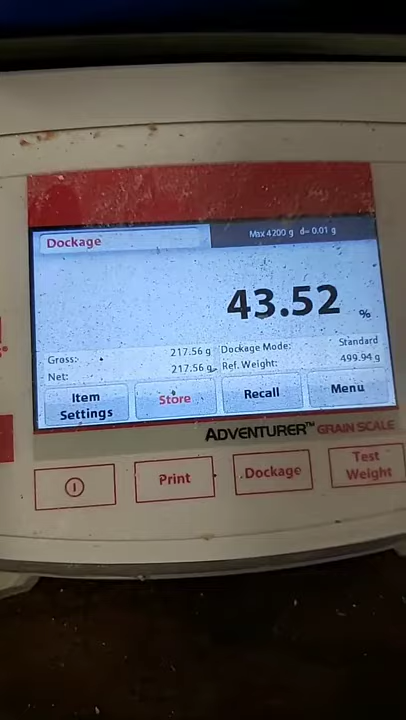 Dockage
Max 4200 g d= 0.01 g
43.52 %
Gross: 217.56 g
Net: 217.56 g
Dockage Mode: Standard
Ref. Weight: 499.94 g
Item Settings
Store
Recall
Menu
ADVENTURER™ GRAIN SCALE
Print
Dockage
Test Weight